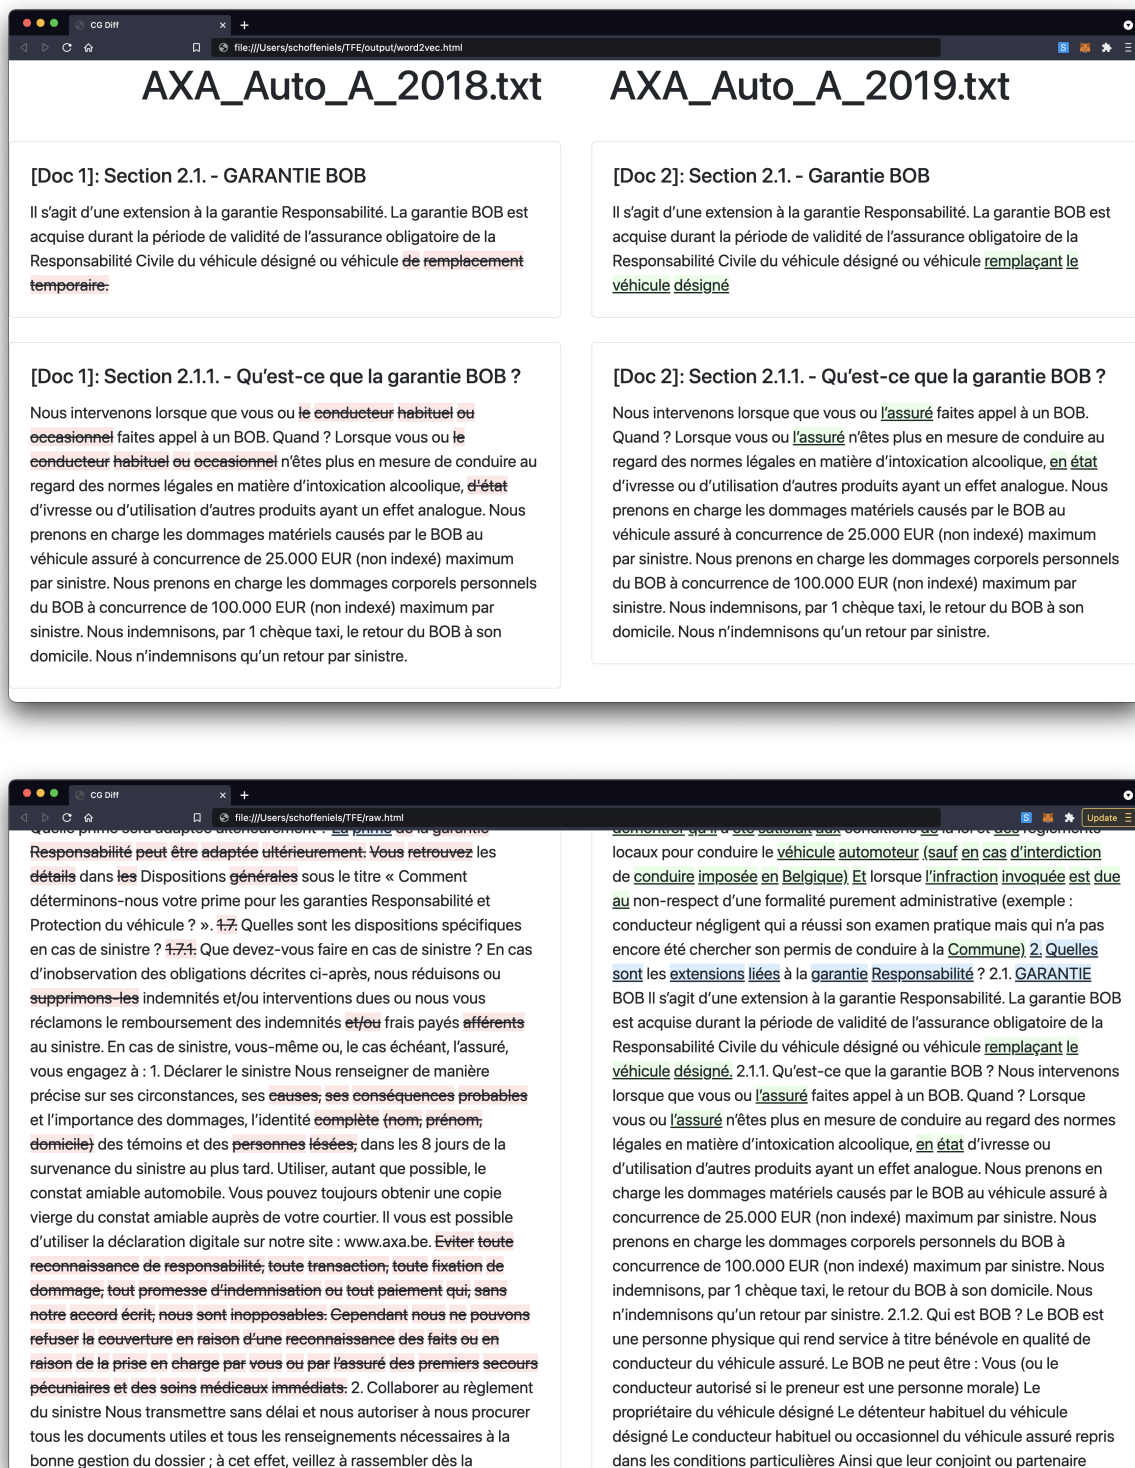 CG Diff
file:///Users/schoffeniels/TFE/output/word2vec.html
AXA_Auto_A_2018.txt
[Doc 1]: Section 2.1. - GARANTIE BOB
Il s’agit d’une extension à la garantie Responsabilité. La garantie BOB est
acquise durant la période de validité de l’assurance obligatoire de la
Responsabilité Civile du véhicule désigné ou véhicule de remplacement
temporaire.
[Doc 1]: Section 2.1.1. - Qu’est-ce que la garantie BOB ?
Nous intervenons lorsque que vous ou le conducteur habituel ou
occasionnel faites appel à un BOB. Quand ? Lorsque vous ou le
conducteur habituel ou occasionnel n’êtes plus en mesure de conduire au
regard des normes légales en matière d’intoxication alcoolique, d'état
d’ivresse ou d’utilisation d’autres produits ayant un effet analogue. Nous
prenons en charge les dommages matériels causés par le BOB au
véhicule assuré à concurrence de 25.000 EUR (non indexé) maximum
par sinistre. Nous prenons en charge les dommages corporels personnels
du BOB à concurrence de 100.000 EUR (non indexé) maximum par
sinistre. Nous indemnisons, par 1 chèque taxi, le retour du BOB à son
domicile. Nous n’indemnisons qu’un retour par sinistre.
AXA_Auto_A_2019.txt
[Doc 2]: Section 2.1. - Garantie BOB
Il s’agit d’une extension à la garantie Responsabilité. La garantie BOB est
acquise durant la période de validité de l’assurance obligatoire de la
Responsabilité Civile du véhicule désigné ou véhicule remplaçant le
véhicule désigné
[Doc 2]: Section 2.1.1. - Qu’est-ce que la garantie BOB ?
Nous intervenons lorsque que vous ou l’assuré faites appel à un BOB.
Quand ? Lorsque vous ou l’assuré n’êtes plus en mesure de conduire au
regard des normes légales en matière d’intoxication alcoolique, en état
d’ivresse ou d’utilisation d’autres produits ayant un effet analogue. Nous
prenons en charge les dommages matériels causés par le BOB au
véhicule assuré à concurrence de 25.000 EUR (non indexé) maximum
par sinistre. Nous prenons en charge les dommages corporels personnels
du BOB à concurrence de 100.000 EUR (non indexé) maximum par
sinistre. Nous indemnisons, par 1 chèque taxi, le retour du BOB à son
domicile. Nous n’indemnisons qu’un retour par sinistre.
CG Diff
file:///Users/schoffeniels/TFE/raw.html
Update
Quelle prime sera adaptée ultérieurement ? La prime de la garantie
Responsabilité peut être adaptée ultérieurement. Vous retrouvez les
détails dans les Dispositions générales sous le titre « Comment
déterminons-nous votre prime pour les garanties Responsabilité et
Protection du véhicule ? ». 1.7. Quelles sont les dispositions spécifiques
en cas de sinistre ? 1.7.1. Que devez-vous faire en cas de sinistre ? En cas
d’inobservation des obligations décrites ci-après, nous réduisons ou
supprimons-les indemnités et/ou interventions dues ou nous vous
réclamons le remboursement des indemnités et/ou frais payés afférents
au sinistre. En cas de sinistre, vous-même ou, le cas échéant, l’assuré,
vous engagez à : 1. Déclarer le sinistre Nous renseigner de manière
précise sur ses circonstances, ses causes, ses conséquences probables
et l’importance des dommages, l’identité complète (nom, prénom,
domicile) des témoins et des personnes lésées, dans les 8 jours de la
survenance du sinistre au plus tard. Utiliser, autant que possible, le
constat amiable automobile. Vous pouvez toujours obtenir une copie
vierge du constat amiable auprès de votre courtier. Il vous est possible
d’utiliser la déclaration digitale sur notre site : www.axa.be. Eviter toute
reconnaissance de responsabilité, toute transaction, toute fixation de
dommage, tout promesse d’indemnisation ou tout paiement qui, sans
notre accord écrit, nous sont inopposables. Cependant nous ne pouvons
refuser la couverture en raison d’une reconnaissance des faits ou en
raison de la prise en charge par vous ou par l’assuré des premiers secours
pécuniaires et des soins médicaux immédiats. 2. Collaborer au règlement
du sinistre Nous transmettre sans délai et nous autoriser à nous procurer
tous les documents utiles et tous les renseignements nécessaires à la
bonne gestion du dossier ; à cet effet, veillez à rassembler dès la
démontrer qu’il a été satisfait aux conditions de la loi et des règlements
locaux pour conduire le véhicule automoteur (sauf en cas d’interdiction
de conduire imposée en Belgique) Et lorsque l’infraction invoquée est due
au non-respect d’une formalité purement administrative (exemple :
conducteur négligent qui a réussi son examen pratique mais qui n’a pas
encore été chercher son permis de conduire à la Commune) 2. Quelles
sont les extensions liées à la garantie Responsabilité ? 2.1. GARANTIE
BOB Il s’agit d’une extension à la garantie Responsabilité. La garantie BOB
est acquise durant la période de validité de l’assurance obligatoire de la
Responsabilité Civile du véhicule désigné ou véhicule remplaçant le
véhicule désigné. 2.1.1. Qu’est-ce que la garantie BOB ? Nous intervenons
lorsque que vous ou l’assuré faites appel à un BOB. Quand ? Lorsque
vous ou l’assuré n’êtes plus en mesure de conduire au regard des normes
légales en matière d’intoxication alcoolique, en état d’ivresse ou
d’utilisation d’autres produits ayant un effet analogue. Nous prenons en
charge les dommages matériels causés par le BOB au véhicule assuré à
concurrence de 25.000 EUR (non indexé) maximum par sinistre. Nous
prenons en charge les dommages corporels personnels du BOB à
concurrence de 100.000 EUR (non indexé) maximum par sinistre. Nous
indemnisons, par 1 chèque taxi, le retour du BOB à son domicile. Nous
n’indemnisons qu’un retour par sinistre. 2.1.2. Qui est BOB ? Le BOB est
une personne physique qui rend service à titre bénévole en qualité de
conducteur du véhicule assuré. Le BOB ne peut être : Vous (ou le
conducteur autorisé si le preneur est une personne morale) Le
propriétaire du véhicule désigné Le détenteur habituel du véhicule
désigné Le conducteur habituel ou occasionnel du véhicule assuré repris
dans les conditions particulières Ainsi que leur conjoint ou partenaire